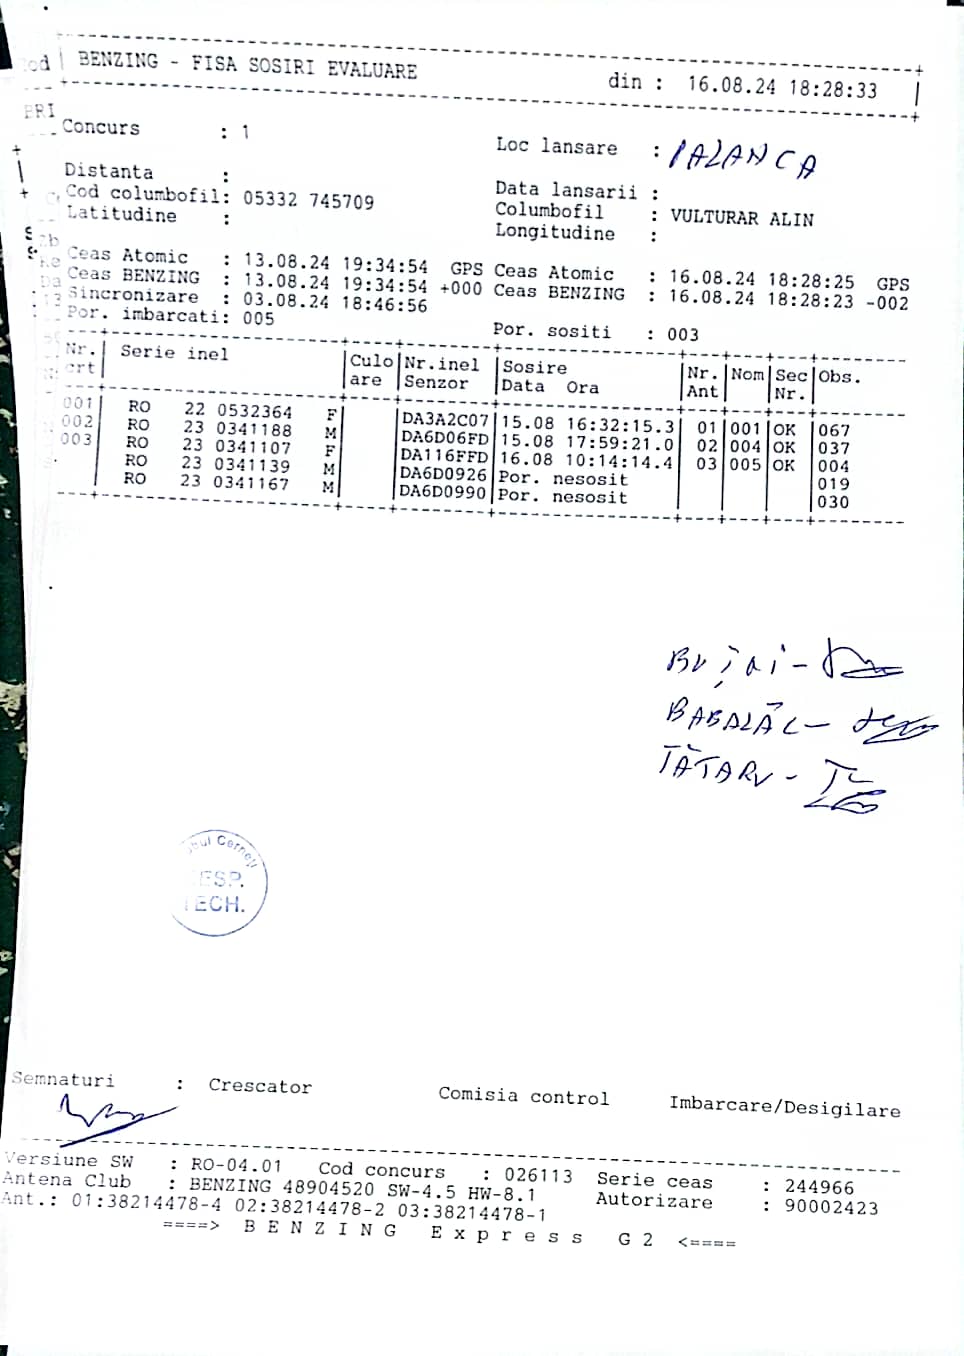 BENZING - FISA SOSIRI EVALUARE din : 16.08.24 18:28:33
Concurs : 1 Loc lansare : PALANCA
Distanta : Data lansarii :
Cod columbofil: 05332 745709 Columbofil : VULTURAR ALIN
Latitudine : Longitudine :
Ceas Atomic : 13.08.24 19:34:54 GPS Ceas Atomic : 16.08.24 18:28:25 GPS
Ceas BENZING : 13.08.24 19:34:54 +000 Ceas BENZING : 16.08.24 18:28:23 -002
Sincronizare : 03.08.24 18:46:56
Por. imbarcati: 005 Por. sositi : 003
Nr. Serie inel Culo Nr.inel Sosire Nr. Nom Sec Obs.
crt are Senzor Data Ora Ant Nr.
001 RO 22 0532364 F DA3A2C07 15.08 16:32:15.3 01 001 OK 067
002 RO 23 0341188 M DA6D06FD 15.08 17:59:21.0 02 004 OK 037
003 RO 23 0341107 F DA116FFD 16.08 10:14:14.4 03 005 OK 004
RO 23 0341139 M DA6D0926 Por. nesosit 019
RO 23 0341167 M DA6D0990 Por. nesosit 030
BABALÂC -
TĂTARU -
ESP.
TECH.
Semnaturi : Crescator Comisia control Imbarcare/Desigilare
Versiune SW : RO-04.01 Cod concurs : 026113 Serie ceas : 244966
Antena Club : BENZING 48904520 SW-4.5 HW-8.1 Autorizare : 90002423
Ant.: 01:38214478-4 02:38214478-2 03:38214478-1
====> B E N Z I N G E x p r e s s G 2 <====